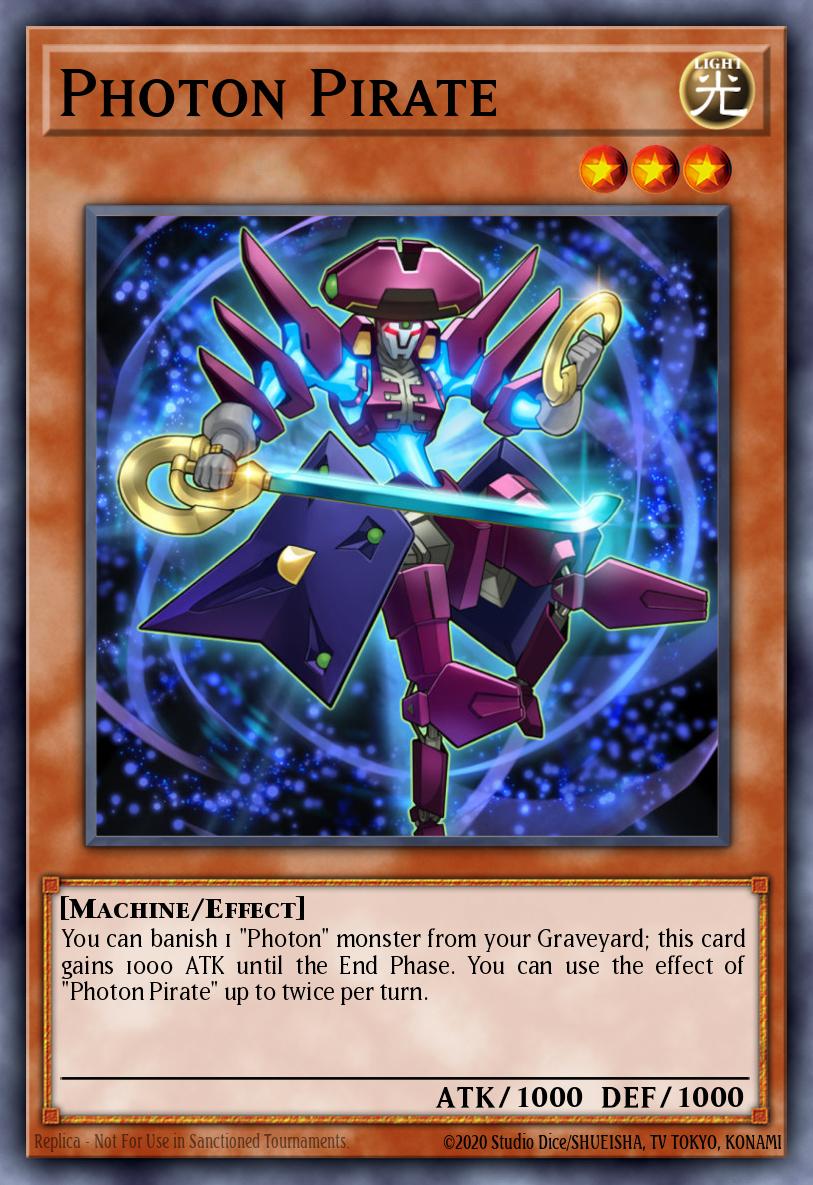 Photon Pirate
LIGHT
光
[Machine/Effect]
You can banish 1 "Photon" monster from your Graveyard; this card
gains 1000 ATK until the End Phase. You can use the effect of
"Photon Pirate" up to twice per turn.
ATK/1000 DEF/1000
Replica - Not For Use in Sanctioned Tournaments.
©2020 Studio Dice/SHUEISHA, TV TOKYO, KONAMI